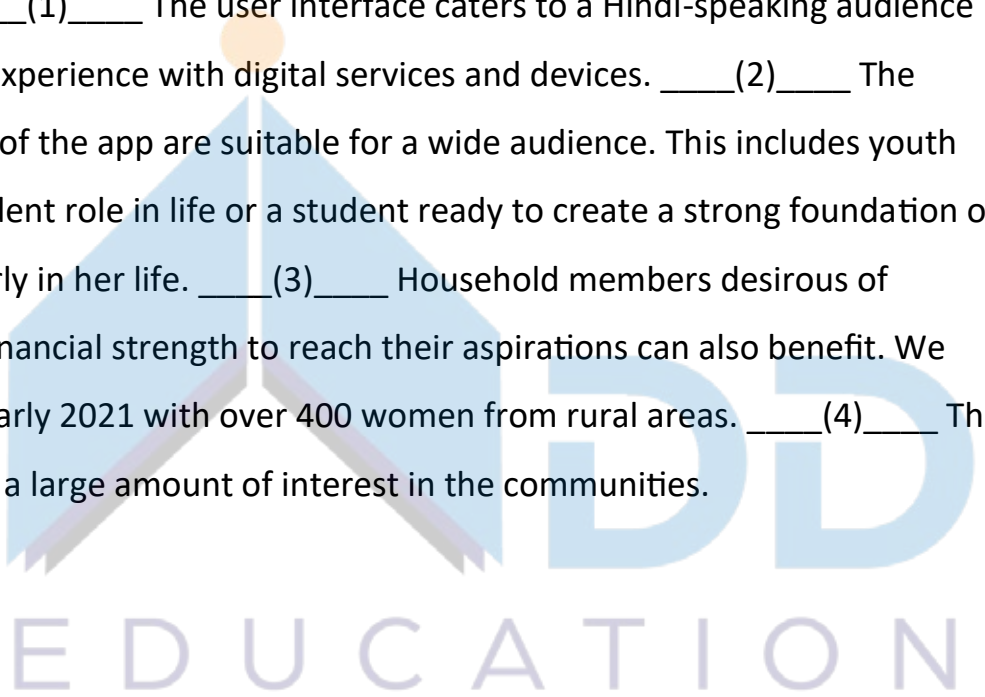 __(1)____ The user interface caters to a Hindi-speaking audience
xperience with digital services and devices. ____(2)____ The
of the app are suitable for a wide audience. This includes youth
lent role in life or a student ready to create a strong foundation o
rly in her life. ____(3)____ Household members desirous of
nancial strength to reach their aspirations can also benefit. We
arly 2021 with over 400 women from rural areas. ____(4)____ Th
a large amount of interest in the communities.
DD
EDUCATION